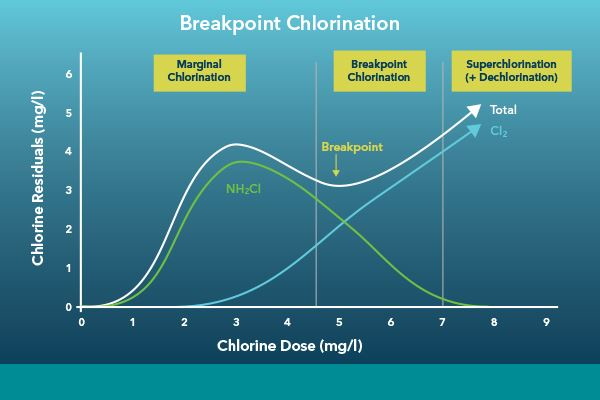 Breakpoint Chlorination
Marginal
Chlorination
Breakpoint
Chlorination
Superchlorination
(+ Dechlorination)
Chlorine Residuals (mg/l)
6
5
4
3
2
1
0
Total
Cl₂
Breakpoint
NH₂Cl
0 1 2 3 4 5 6 7 8 9
Chlorine Dose (mg/l)